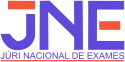 JNE
JÚRI NACIONAL DE EXAMES